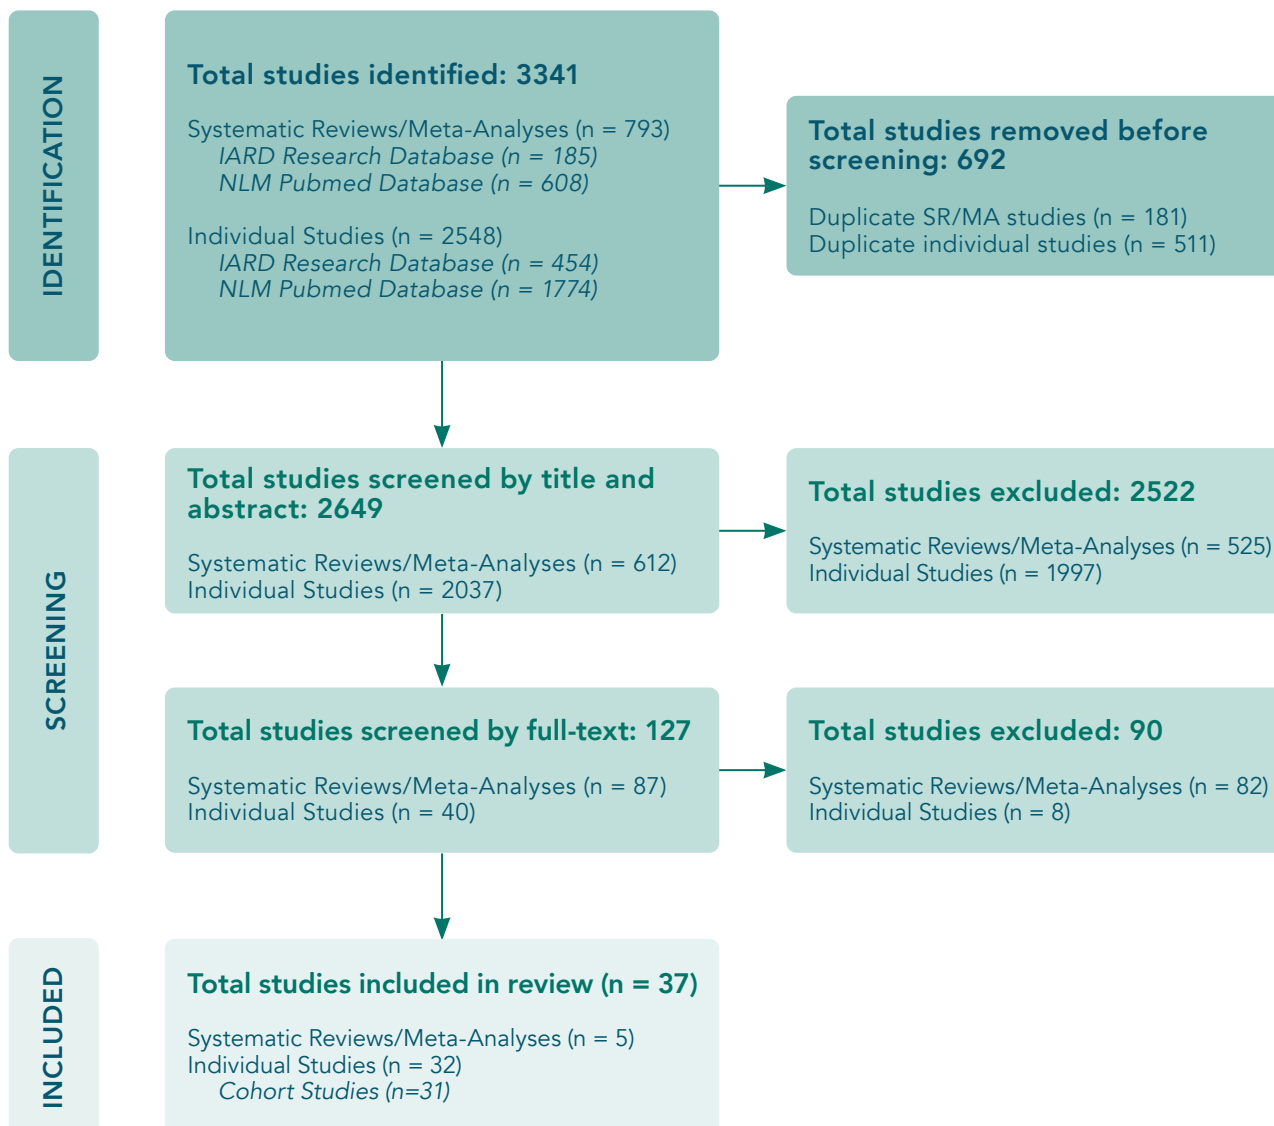 IDENTIFICATION
Total studies identified: 3341
Systematic Reviews/Meta-Analyses (n = 793)
IARD Research Database (n = 185)
NLM Pubmed Database (n = 608)
Individual Studies (n = 2548)
IARD Research Database (n = 454)
NLM Pubmed Database (n = 1774)
Total studies removed before
screening: 692
Duplicate SR/MA studies (n = 181)
Duplicate individual studies (n = 511)
SCREENING
Total studies screened by title and
abstract: 2649
Systematic Reviews/Meta-Analyses (n = 612)
Individual Studies (n = 2037)
Total studies excluded: 2522
Systematic Reviews/Meta-Analyses (n = 525)
Individual Studies (n = 1997)
Total studies screened by full-text: 127
Systematic Reviews/Meta-Analyses (n = 87)
Individual Studies (n = 40)
Total studies excluded: 90
Systematic Reviews/Meta-Analyses (n = 82)
Individual Studies (n = 8)
INCLUDED
Total studies included in review (n = 37)
Systematic Reviews/Meta-Analyses (n = 5)
Individual Studies (n = 32)
Cohort Studies (n=31)